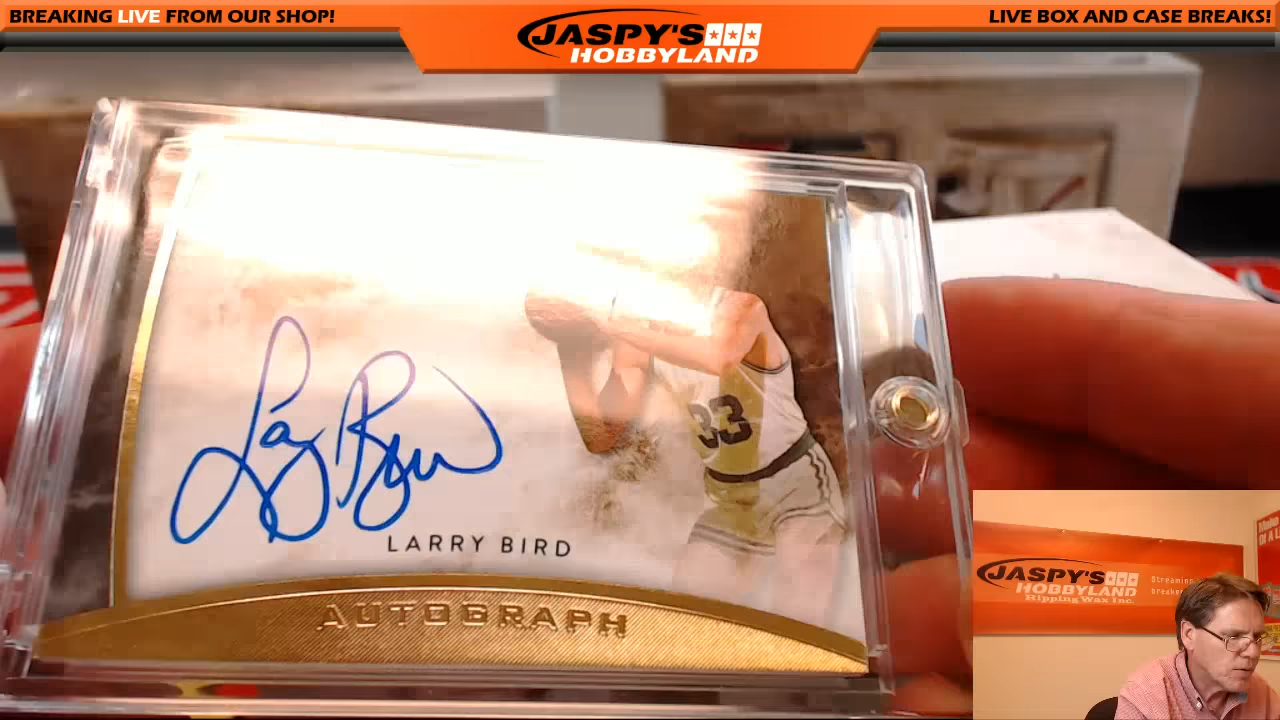 BREAKING LIVE FROM OUR SHOP!
JASPY'S
HOBBYLAND
LIVE BOX AND CASE BREAKS!
33
Larry Bird
LARRY BIRD
AUTOGRAPH
JASPY'S
HOBBYLAND
Ripping Wax Inc.
Streaming